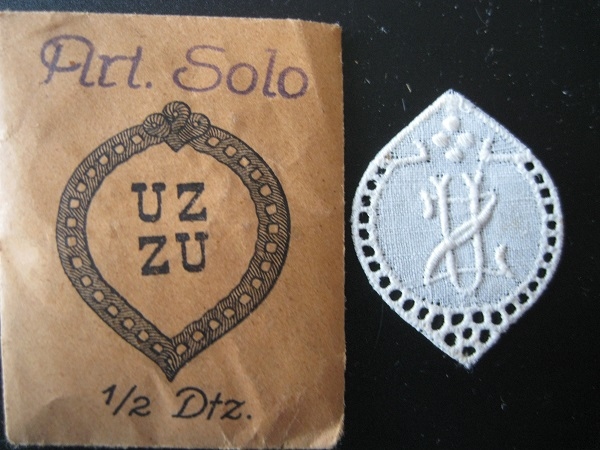 Art. Solo
UZ
ZU
1/2 Dtz.